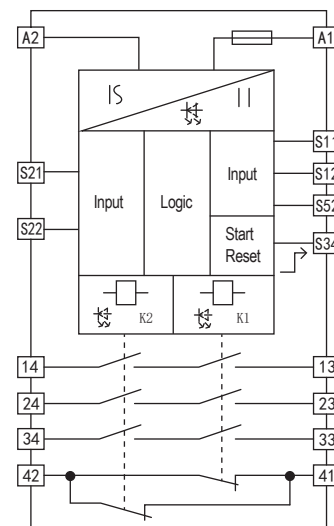 A2
A1
S11
S21
S12
Input
Logic
Input
S52
S22
Start
Reset
S34
K2
K1
14
13
24
23
34
33
42
41